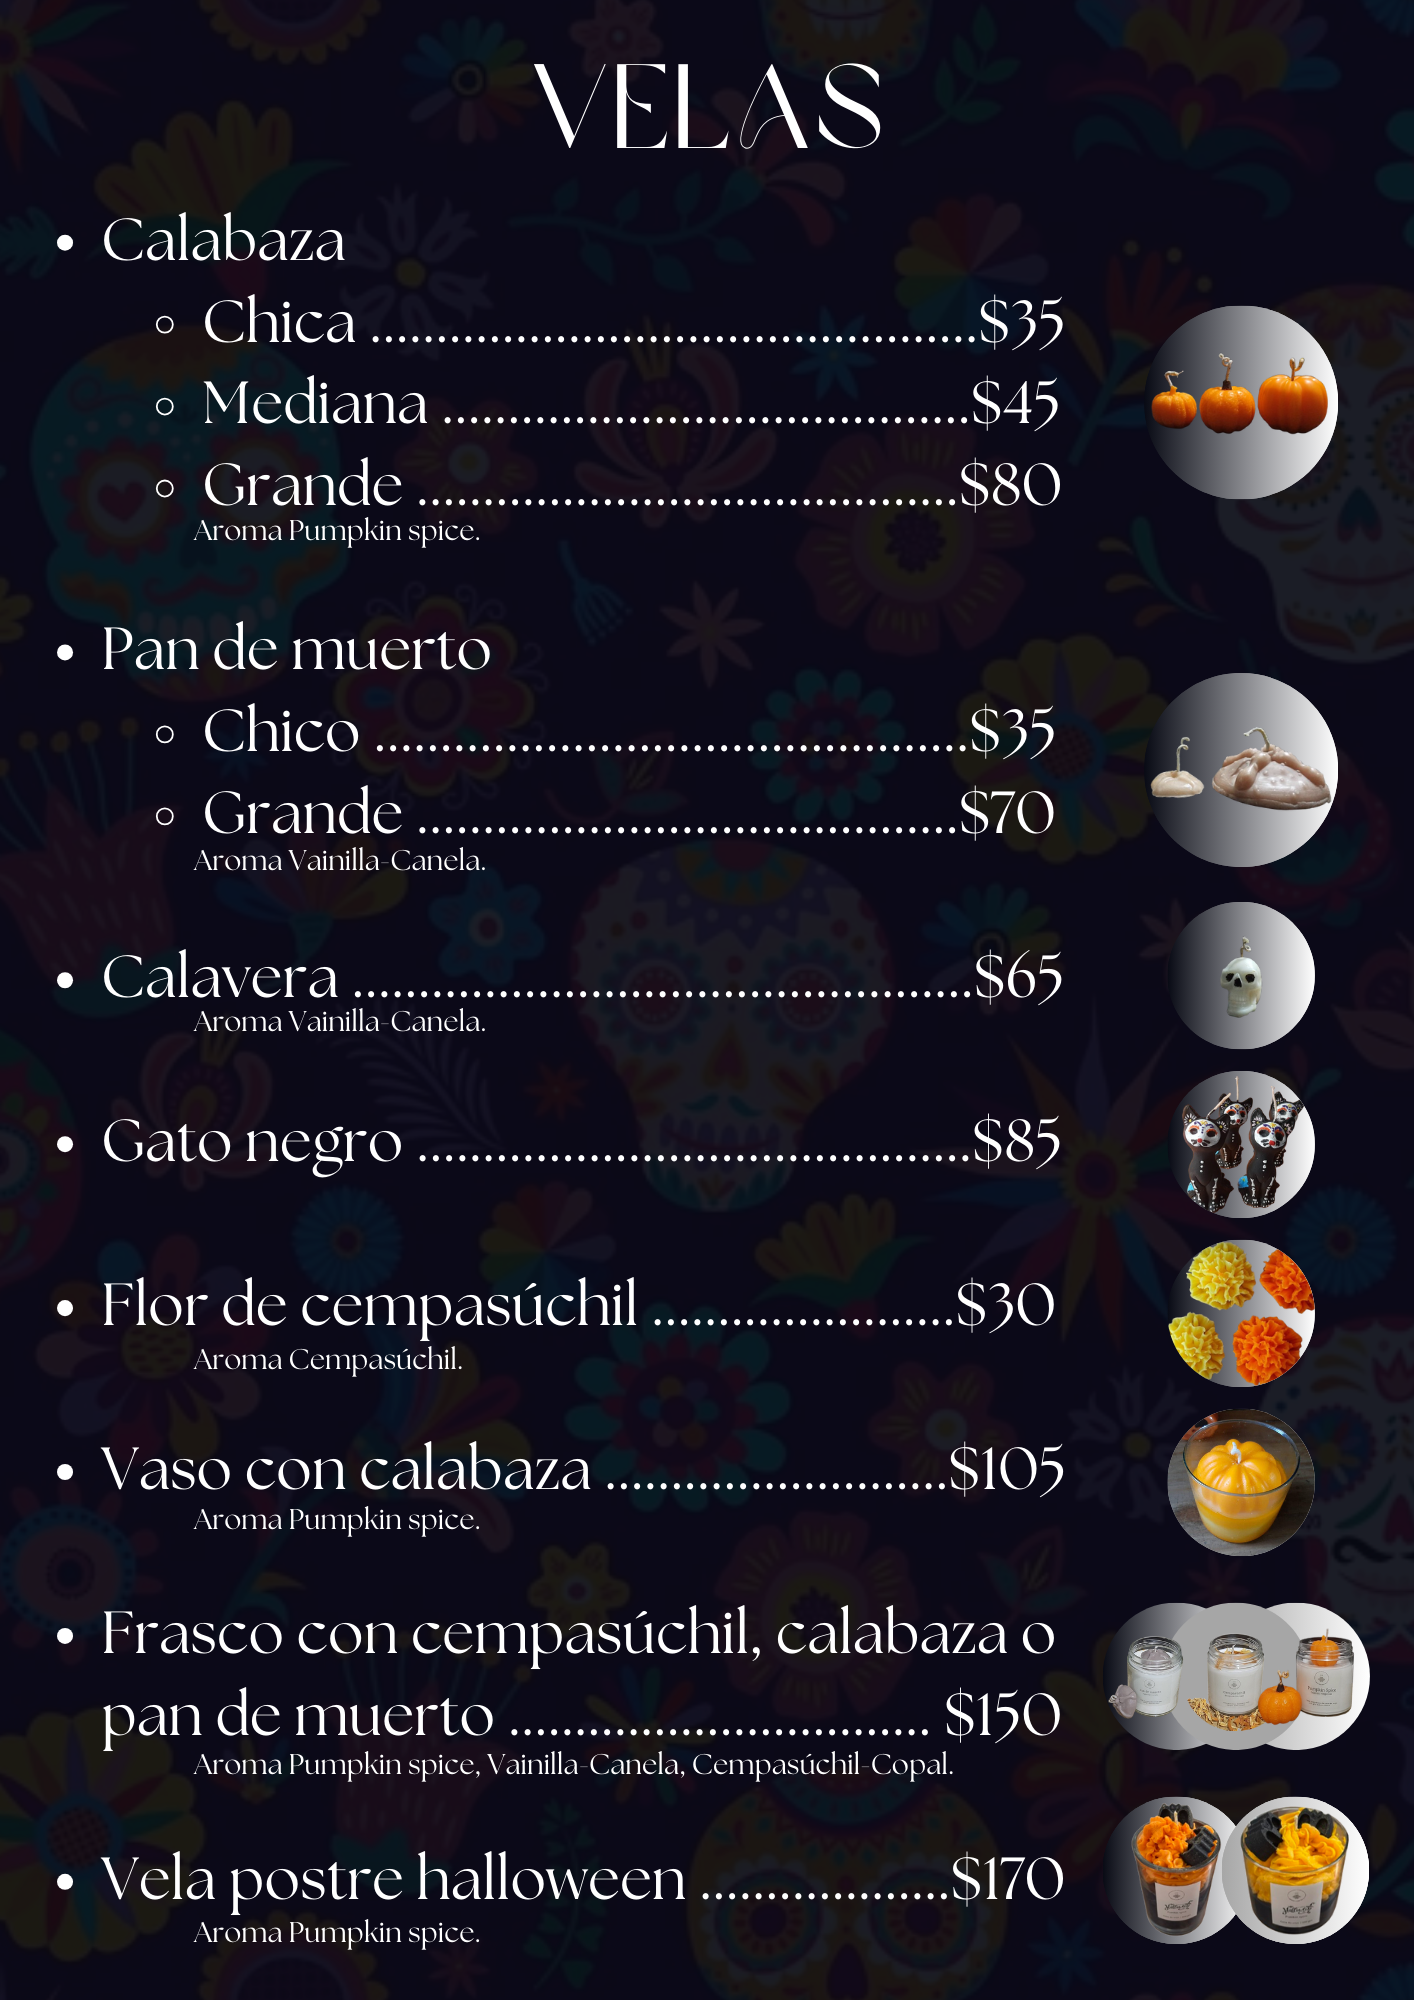 VELAS
• Calabaza
◦ Chica ..............................................$35
◦ Mediana ........................................$45
◦ Grande .........................................$80
Aroma Pumpkin spice.
• Pan de muerto
◦ Chico .............................................$35
◦ Grande .........................................$70
Aroma Vainilla-Canela.
• Calavera ...............................................$65
Aroma Vainilla-Canela.
• Gato negro ..........................................$85
• Flor de cempasúchil .......................$30
Aroma Cempasúchil.
• Vaso con calabaza ..........................$105
Aroma Pumpkin spice.
• Frasco con cempasúchil, calabaza o
pan de muerto ................................ $150
Aroma Pumpkin spice, Vainilla-Canela, Cempasúchil-Copal.
Pumpkin Spice
• Vela postre halloween ...................$170
Aroma Pumpkin spice.